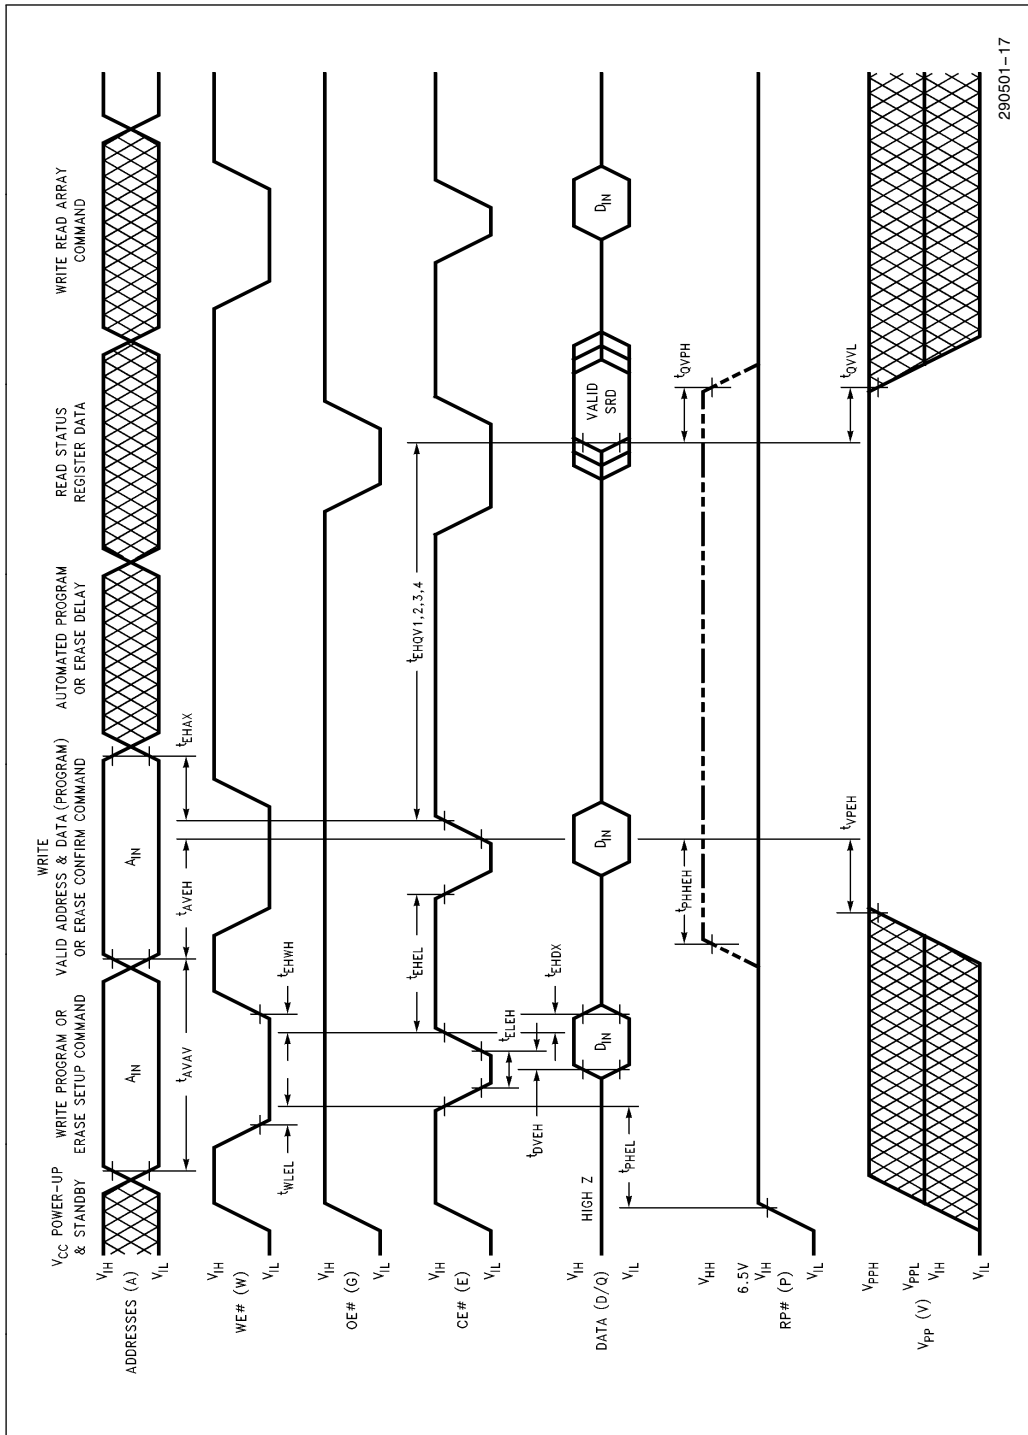 V_CC POWER-UP
& STANDBY
WRITE PROGRAM OR
ERASE SETUP COMMAND
WRITE
VALID ADDRESS & DATA (PROGRAM)
OR ERASE CONFIRM COMMAND
AUTOMATED PROGRAM
OR ERASE DELAY
READ STATUS
REGISTER DATA
WRITE READ ARRAY
COMMAND
ADDRESSES (A)
V_IH
V_IL
A_IN
A_IN
t_AVAV
t_AVEH
t_EHAX
WE# (W)
V_IH
V_IL
t_WLEL
t_EHWH
OE# (G)
V_IH
V_IL
t_EHEL
t_EHQV1,2,3,4
CE# (E)
V_IH
V_IL
t_ELEH
t_DVEH
t_EHDX
DATA (D/Q)
V_IH
V_IL
HIGH Z
D_IN
D_IN
VALID
SRD
D_IN
t_PHEL
t_PHHEH
t_QVPH
RP# (P)
V_HH
6.5V
V_IH
V_IL
t_VPEH
t_QVVL
V_PP (V)
V_PPH
V_PPL
V_IH
V_IL
290501-17